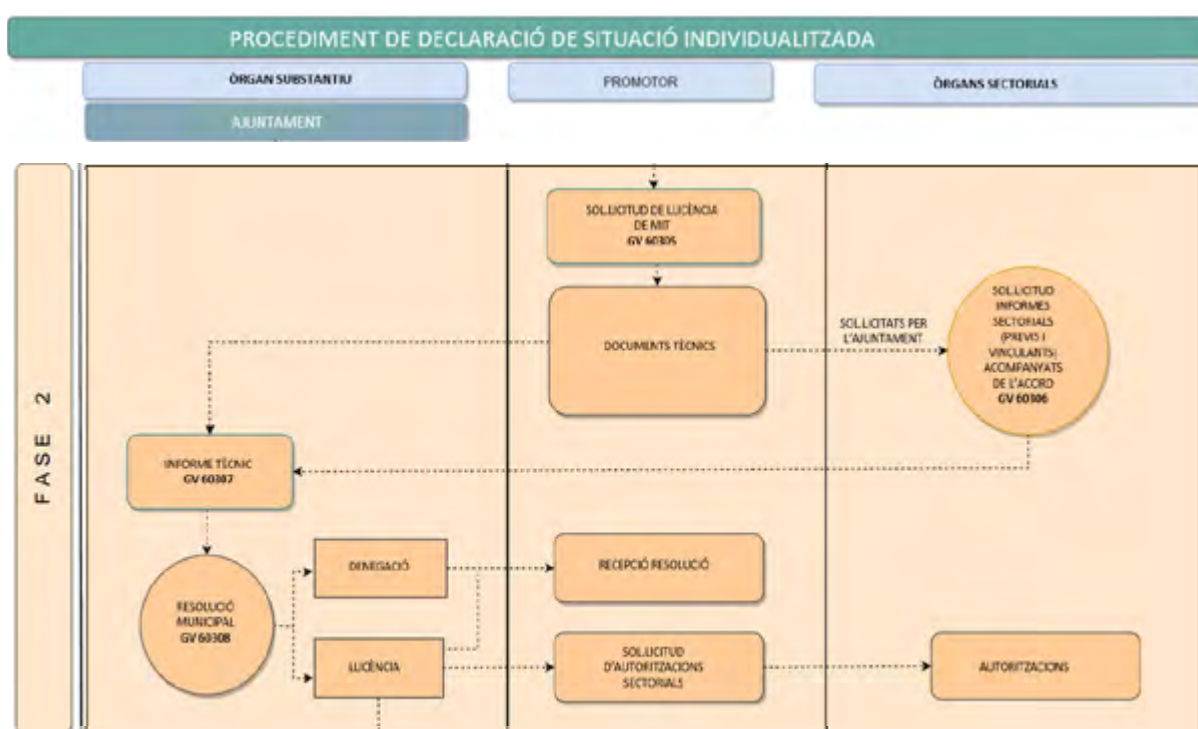 PROCEDIMENT DE DECLARACIÓ DE SITUACIÓ INDIVIDUALITZADA
ÒRGAN SUBSTANTIU
PROMOTOR
ÒRGANS SECTORIALS
AJUNTAMENT
FASE 2
SOL.LICITUD DE LLICÈNCIA
DE MIT
GV 60305
DOCUMENTS TÈCNICS
SOL.LICITATS PER
L'AJUNTAMENT
SOL.LICITUD
INFORMES
SECTORIALS
(PREVIS I
VINCULANTS)
ACOMPANYATS
DE L'ACORD
GV 60306
INFORME TÈCNIC
GV 60307
RESOLUCIÓ
MUNICIPAL
GV 60308
DENEGACIÓ
RECEPCIÓ RESOLUCIÓ
LLICÈNCIA
SOL.LICITUD
D'AUTORITZACIONS
SECTORIALS
AUTORITZACIONS